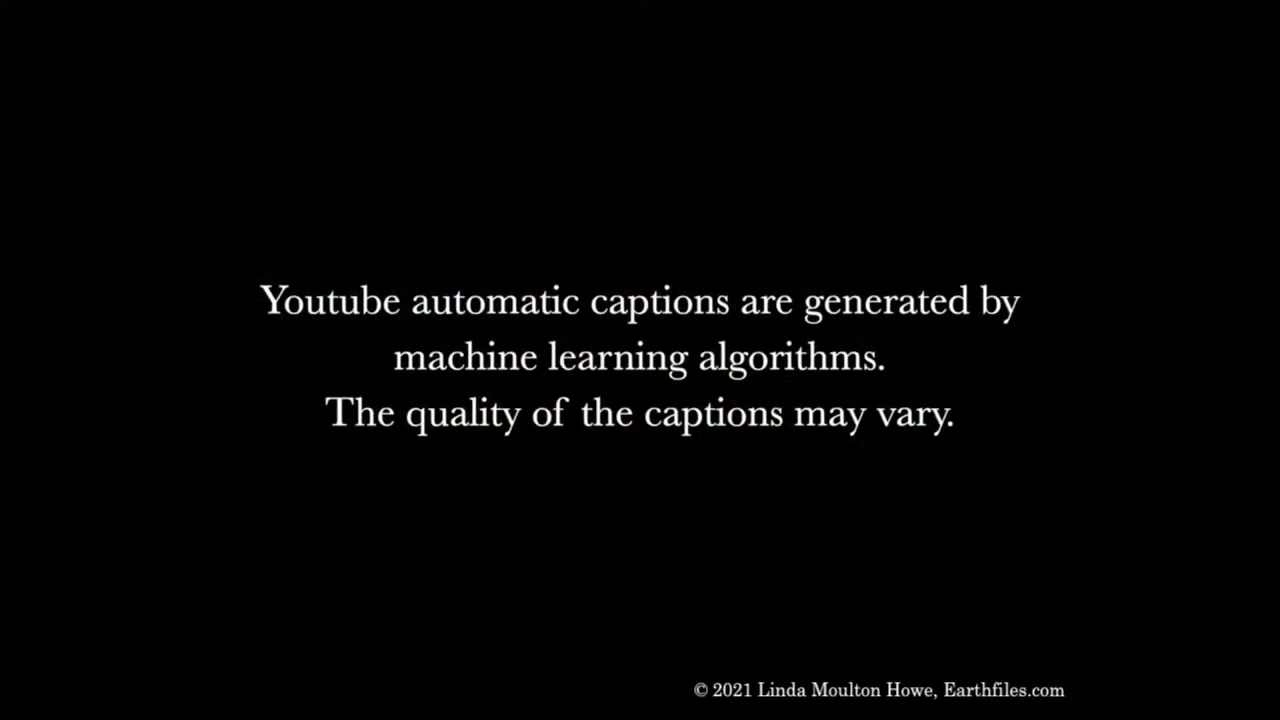 Youtube automatic captions are generated by
machine learning algorithms.
The quality of the captions may vary.
© 2021 Linda Moulton Howe, Earthfiles.com